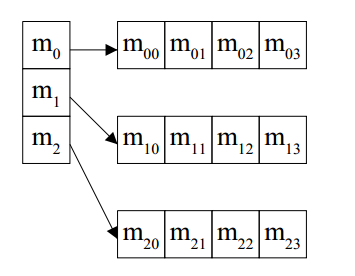 m₀ m₀₀ m₀₁ m₀₂ m₀₃
m₁
m₂ m₁₀ m₁₁ m₁₂ m₁₃
m₂₀ m₂₁ m₂₂ m₂₃